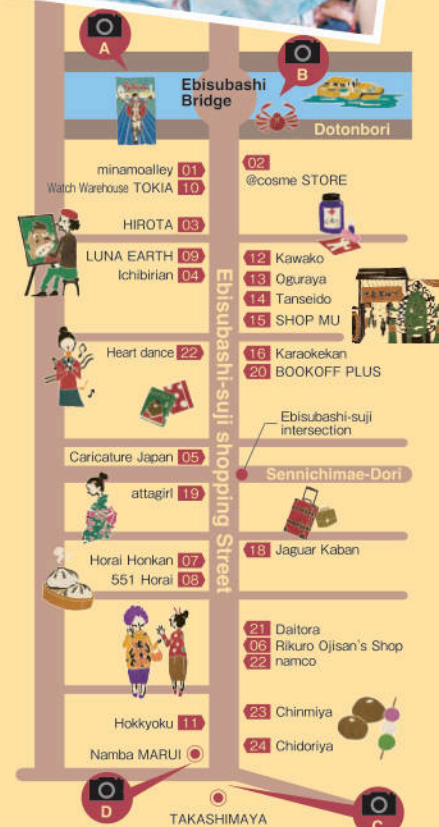 A
B
Ebisubashi
Bridge
Dotonbori
minamoalley 01
02
Watch Warehouse TOKIA 10
@cosme STORE
HIROTA 03
LUNA EARTH 09
Ichibirian 04
12 Kawako
13 Oguraya
14 Tanseido
15 SHOP MU
Ebisubashi-suji shopping Street
Heart dance 22
16 Karaokekan
20 BOOKOFF PLUS
Ebisubashi-suji
intersection
Caricature Japan 05
Sennichimae-Dori
attagirl 19
18 Jaguar Kaban
Horai Honkan 07
551 Horai 08
21 Daitora
06 Rikuro Ojisan's Shop
22 namco
Hokkyoku 11
23 Chinmiya
Namba MARUI
24 Chidoriya
D
C
TAKASHIMAYA